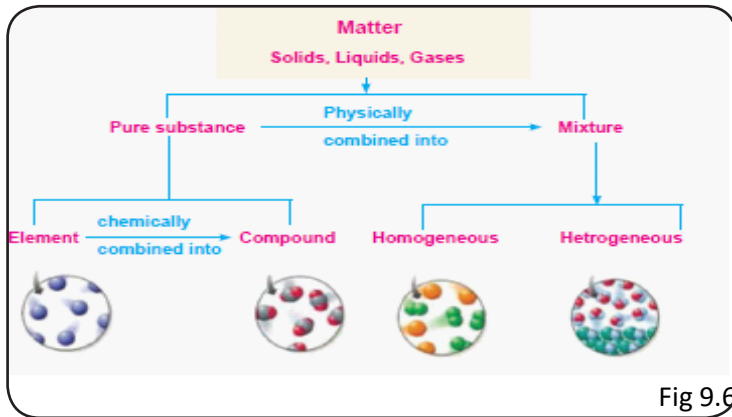 Matter
Solids, Liquids, Gases
Pure substance
Physically
combined into
Mixture
Element
chemically
combined into
Compound
Homogeneous
Hetrogeneous
Fig 9.6